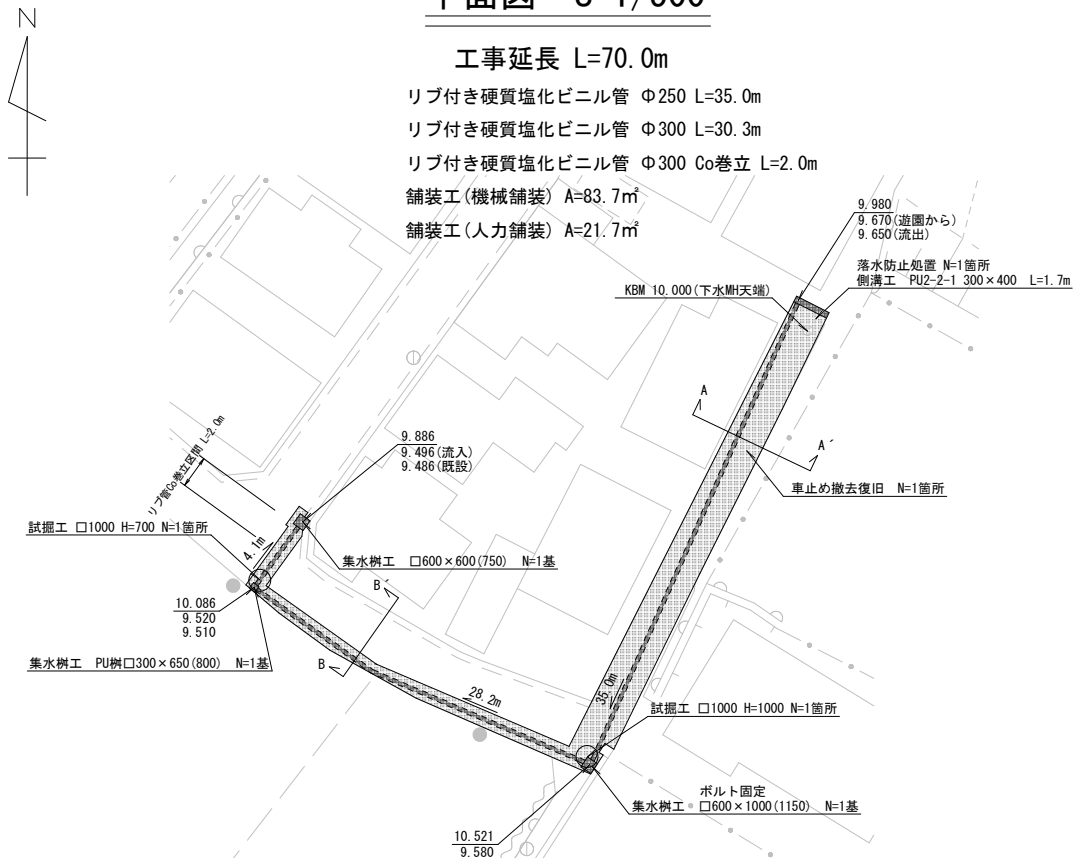 平面図 S=1/600
N
工事延長 L=70.0m
リブ付き硬質塩化ビニル管 Φ250 L=35.0m
リブ付き硬質塩化ビニル管 Φ300 L=30.3m
リブ付き硬質塩化ビニル管 Φ300 Co巻立 L=2.0m
舗装工(機械舗装) A=83.7㎡
舗装工(人力舗装) A=21.7㎡
9.980
9.670(遊園から)
9.650(流出)
落水防止処置 N=1箇所
側溝工 PU2-2-1 300×400 L=1.7m
KBM 10.000(下水MH天端)
A
A´
車止め撤去復旧 N=1箇所
9.886
9.496(流入)
9.486(既設)
リブ管Co巻立区間 L=2.0m
試掘工 □1000 H=700 N=1箇所
4.1m
集水桝工 □600×600(750) N=1基
10.086
9.520
9.510
集水桝工 PU桝□300×650(800) N=1基
B´
B
28.2m
35.0m
試掘工 □1000 H=1000 N=1箇所
ボルト固定
集水桝工 □600×1000(1150) N=1基
10.521
9.580